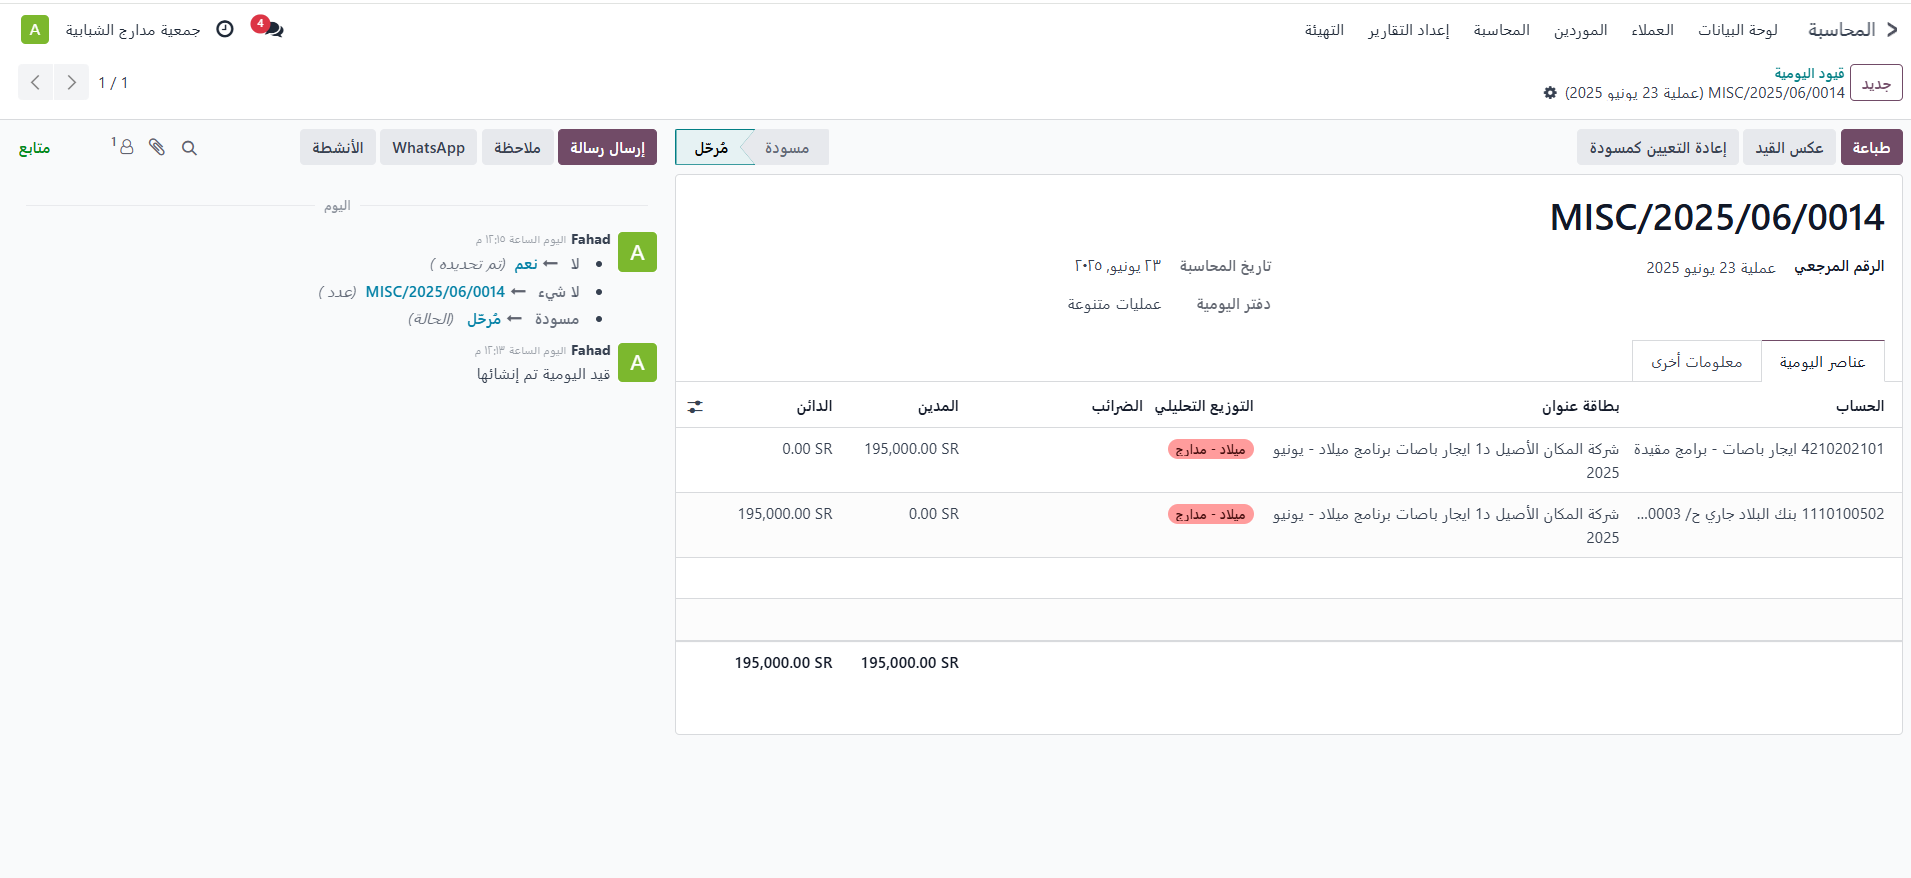 المحاسبة
لوحة البيانات
العملاء
الموردين
المحاسبة
إعداد التقارير
التهيئة
4
جمعية مدارج الشبابية
A
جديد
قيود اليومية
MISC/2025/06/0014 (عملية 23 يونيو 2025)
1 / 1
طباعة
عكس القيد
إعادة التعيين كمسودة
مسودة
مُرحّل
إرسال رسالة
ملاحظة
WhatsApp
الأنشطة
1
متابع
MISC/2025/06/0014
الرقم المرجعي عملية 23 يونيو 2025
تاريخ المحاسبة ٢٣ يونيو, ٢٠٢٥
دفتر اليومية عمليات متنوعة
عناصر اليومية
معلومات أخرى
الحساب بطاقة عنوان التوزيع التحليلي الضرائب المدين الدائن
4210202101 ايجار باصات - برامج مقيدة شركة المكان الأصيل د1 ايجار باصات برنامج ميلاد - يونيو 2025 ميلاد - مدارج 195,000.00 SR 0.00 SR
1110100502 بنك البلاد جاري ح/ 0003... شركة المكان الأصيل د1 ايجار باصات برنامج ميلاد - يونيو 2025 ميلاد - مدارج 0.00 SR 195,000.00 SR
195,000.00 SR 195,000.00 SR
اليوم
A
Fahad اليوم الساعة ١٢:١٥ م
لا ← نعم (تم تحديده )
لا شيء ← MISC/2025/06/0014 (عدد )
مسودة ← مُرحّل (الحالة)
A
Fahad اليوم الساعة ١٢:١٣ م
قيد اليومية تم إنشائها